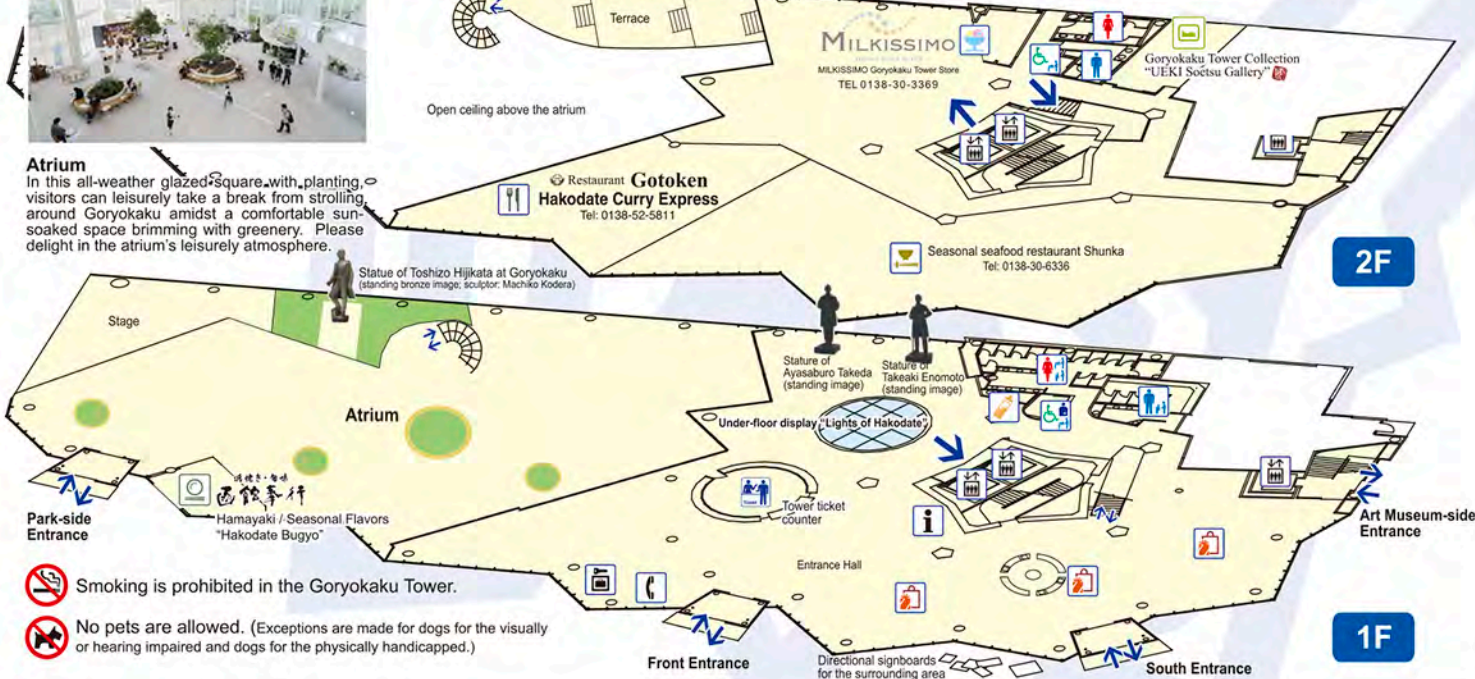 Terrace
MILKISSIMO
MILKISSIMO Goryokaku Tower Store
TEL 0138-30-3369
Goryokaku Tower Collection
“UEKI Soetsu Gallery”
Open ceiling above the atrium
Atrium
In this all-weather glazed square with planting,
visitors can leisurely take a break from strolling
around Goryokaku amidst a comfortable sun-
soaked space brimming with greenery. Please
delight in the atrium's leisurely atmosphere.
Restaurant Gotoken
Hakodate Curry Express
Tel: 0138-52-5811
Seasonal seafood restaurant Shunka
Tel: 0138-30-6336
2F
Statue of Toshizo Hijikata at Goryokaku
(standing bronze image; sculptor: Machiko Kodera)
Stage
Stature of
Ayasaburo Takeda
(standing image)
Stature of
Takeaki Enomoto
(standing image)
Atrium
Under-floor display “Lights of Hakodate”
Tower ticket
counter
Park-side
Entrance
函館奉行
Hamayaki / Seasonal Flavors
“Hakodate Bugyo”
i
Entrance Hall
Art Museum-side
Entrance
Smoking is prohibited in the Goryokaku Tower.
No pets are allowed. (Exceptions are made for dogs for the visually
or hearing impaired and dogs for the physically handicapped.)
Front Entrance
Directional signboards
for the surrounding area
South Entrance
1F